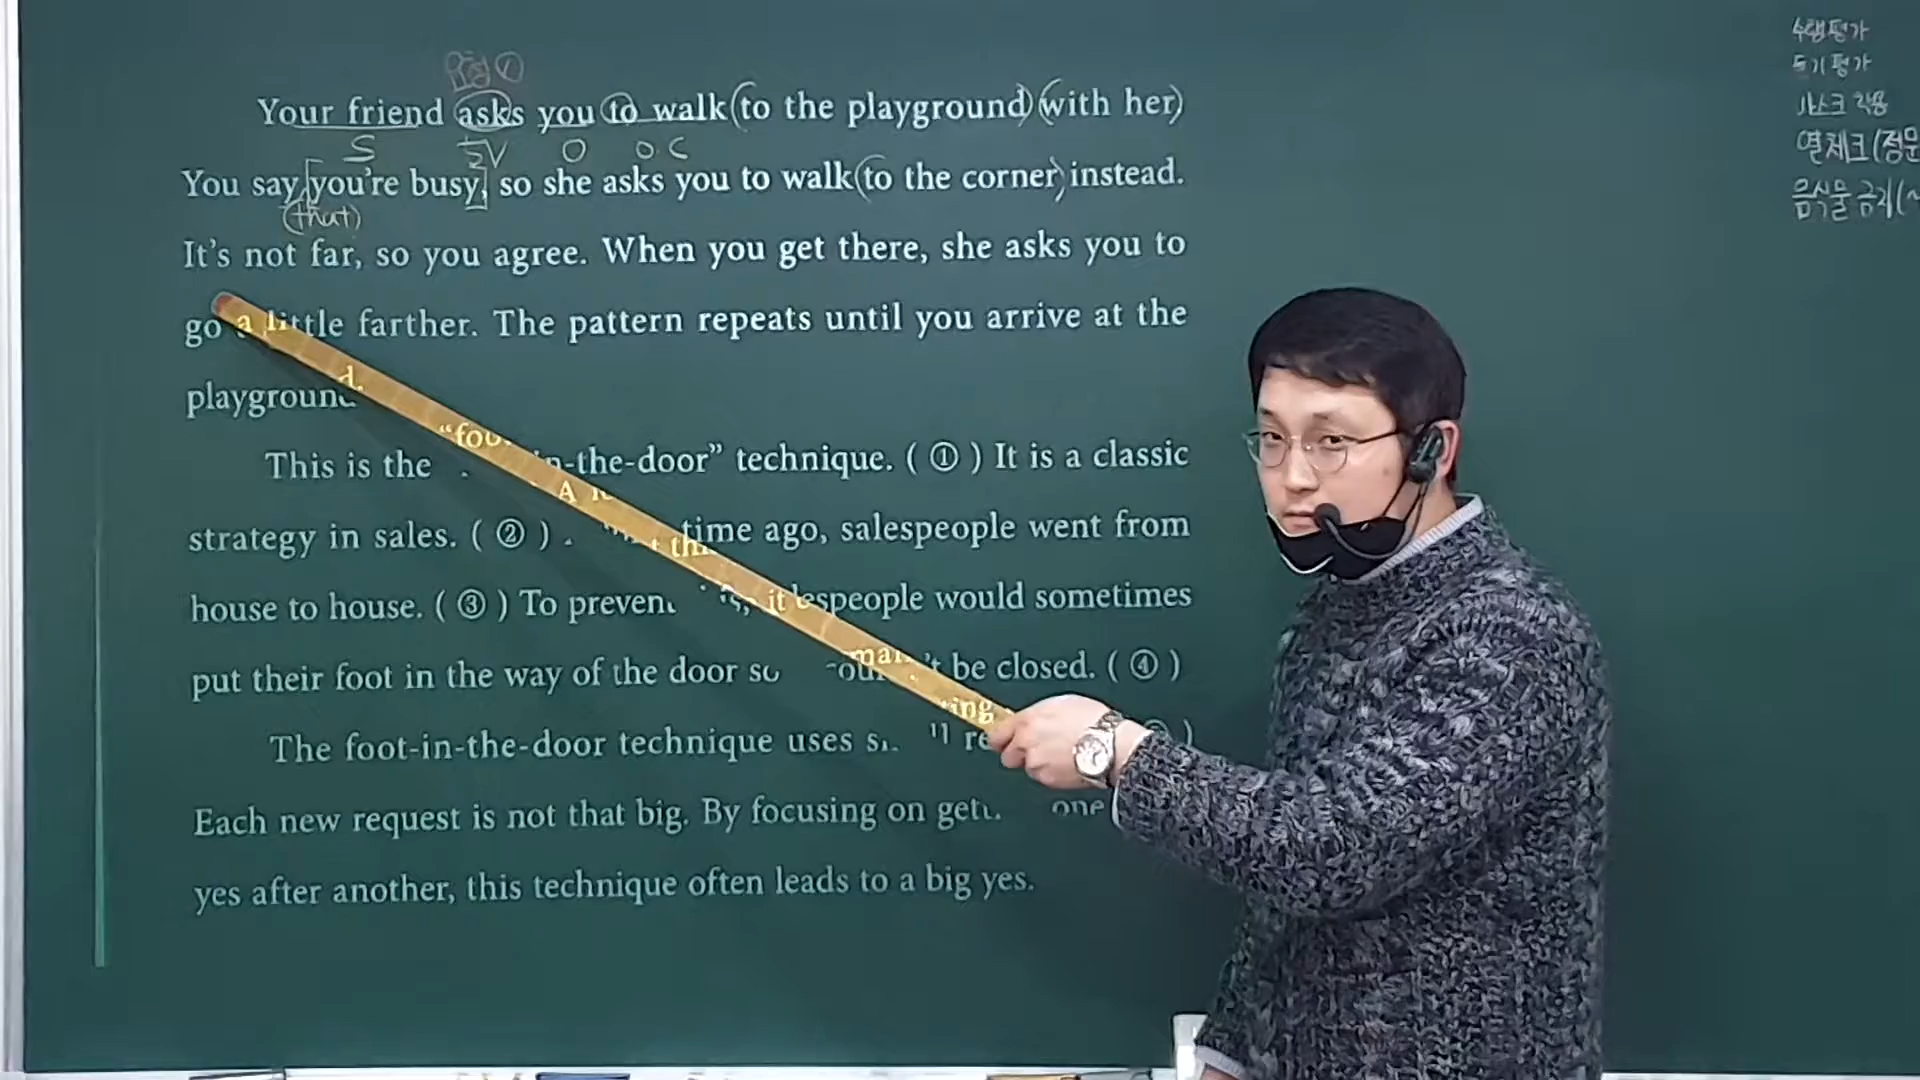 Your friend asks you to walk (to the playground) (with her)
S V O O.C
You say [you're busy], so she asks you to walk (to the corner) instead.
(that)
It's not far, so you agree. When you get there, she asks you to
go a little farther. The pattern repeats until you arrive at the
playground.
This is the “foot-in-the-door” technique. ( ① ) It is a classic
strategy in sales. ( ② ) A time ago, salespeople went from
house to house. ( ③ ) To prevent this, salespeople would sometimes
put their foot in the way of the door so it be closed. ( ④ )
The foot-in-the-door technique uses
Each new request is not that big. By focusing on one
yes after another, this technique often leads to a big yes.
수행평가
동기평가
마스크 착용
열체크(정문
음식물 금지(~